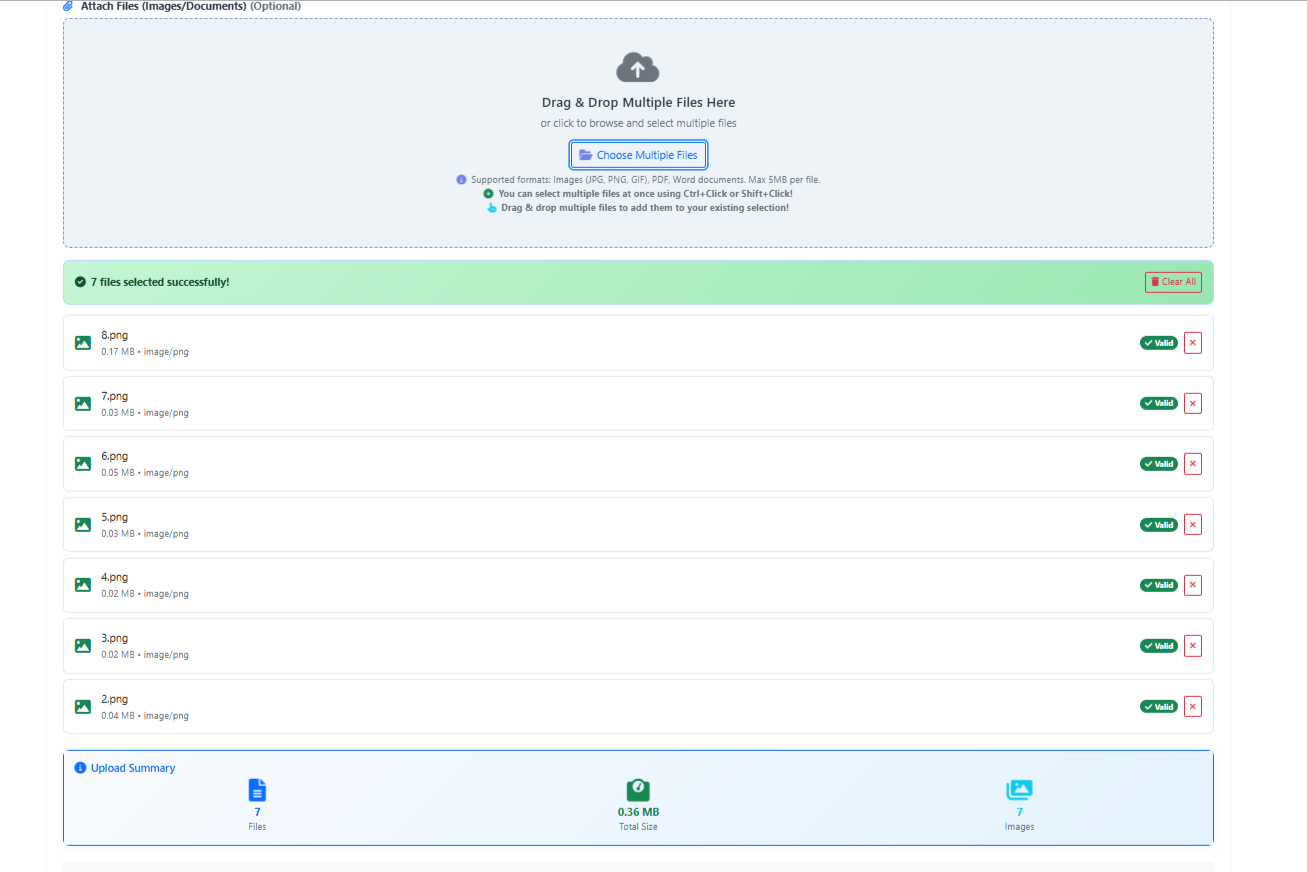 Attach Files (Images/Documents) (Optional)
Drag & Drop Multiple Files Here
or click to browse and select multiple files
Choose Multiple Files
Supported formats: Images (JPG, PNG, GIF), PDF, Word documents. Max 5MB per file.
You can select multiple files at once using Ctrl+Click or Shift+Click!
Drag & drop multiple files to add them to your existing selection!
7 files selected successfully! Clear All
8.png
0.17 MB • image/png
Valid
7.png
0.03 MB • image/png
Valid
6.png
0.05 MB • image/png
Valid
5.png
0.03 MB • image/png
Valid
4.png
0.02 MB • image/png
Valid
3.png
0.02 MB • image/png
Valid
2.png
0.04 MB • image/png
Valid
Upload Summary
7 0.36 MB 7
Files Total Size Images